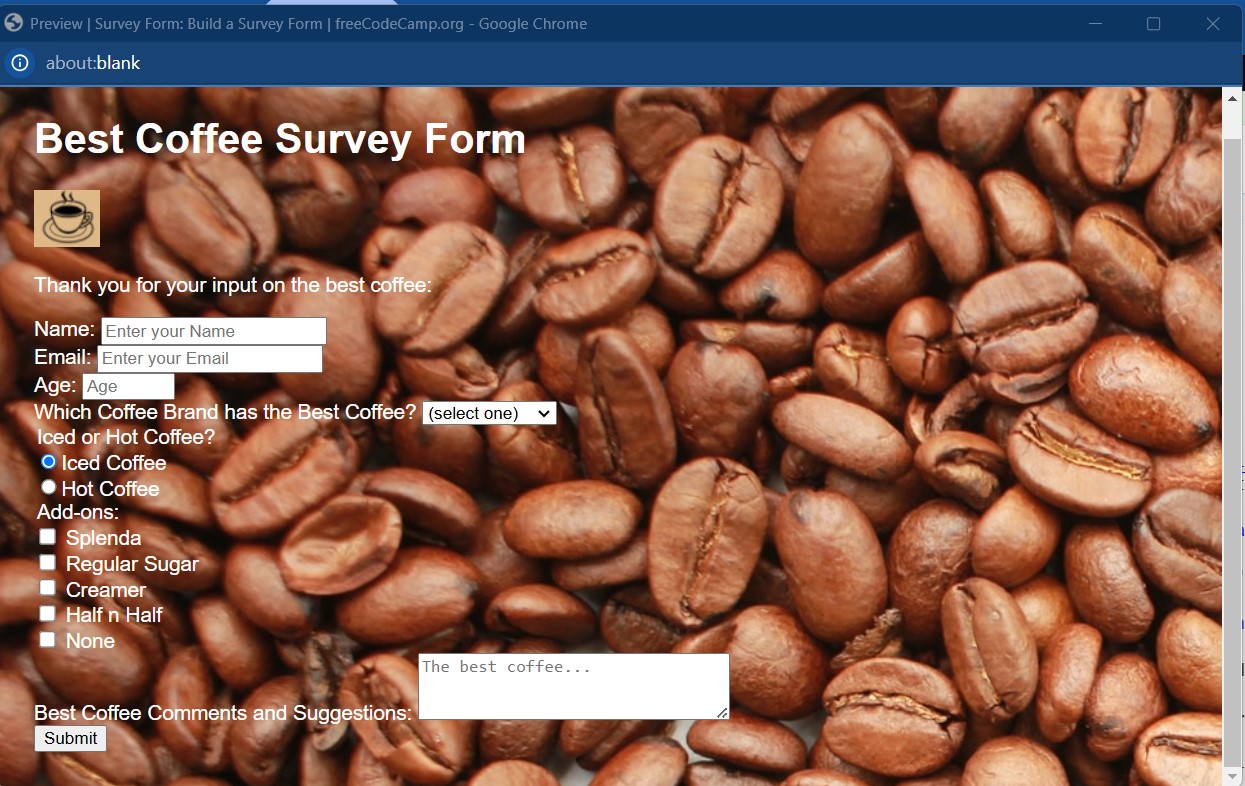 Preview | Survey Form: Build a Survey Form | freeCodeCamp.org - Google Chrome
about:blank
Best Coffee Survey Form
Thank you for your input on the best coffee:
Name: Enter your Name
Email: Enter your Email
Age: Age
Which Coffee Brand has the Best Coffee? (select one)
Iced or Hot Coffee?
Iced Coffee
Hot Coffee
Add-ons:
Splenda
Regular Sugar
Creamer
Half n Half
None
The best coffee...
Best Coffee Comments and Suggestions:
Submit